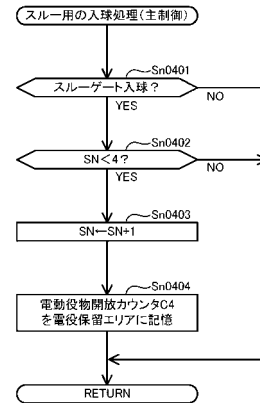 スルー用の入球処理(主制御)
Sn0401
スルーゲート入球?
NO
YES
Sn0402
SN<4?
NO
YES
Sn0403
SN←SN+1
Sn0404
電動役物開放カウンタC4
を電役保留エリアに記憶
RETURN